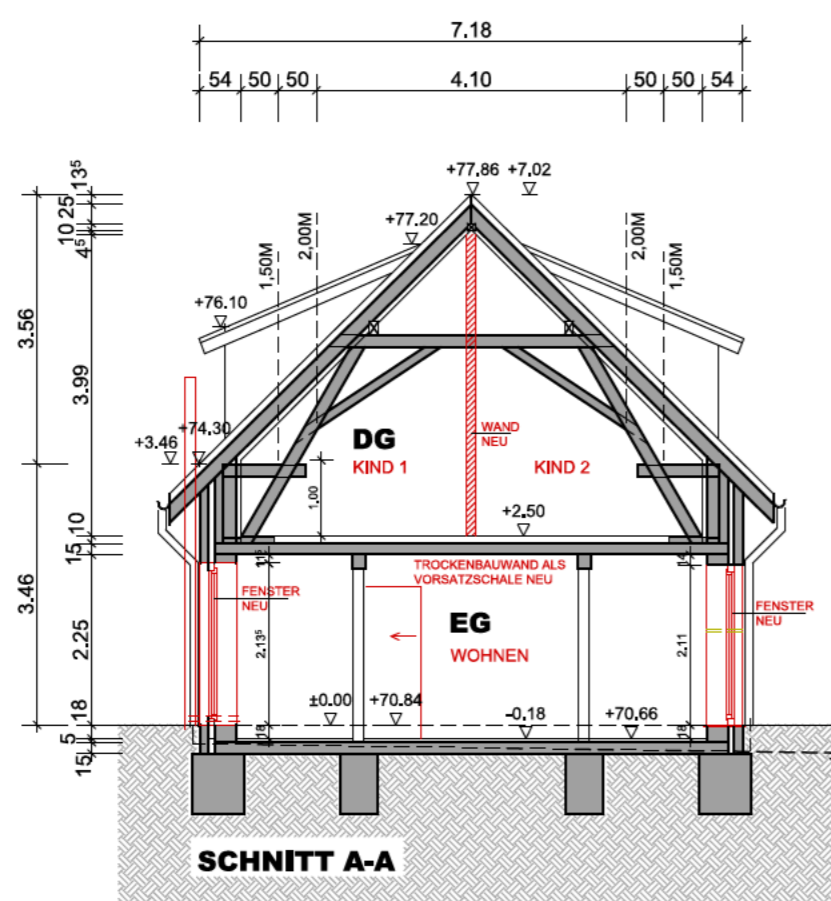 7.18
54 50 50 4.10 50 50 54
+77.86 +7.02
+77.20
1,50M 2,00M 2,00M 1,50M
+76.10
13⁵
25
10
4⁵
3.56
3.99
+3.46 +74.30
DG
KIND 1
WAND
NEU
KIND 2
1.00
+2.50
10
15
11⁵
14
TROCKENBAUWAND ALS
VORSATZSCHALE NEU
FENSTER
NEU
FENSTER
NEU
EG
WOHNEN
3.46
2.25
2.13⁵
2.11
±0.00 +70.84 -0.18 +70.66
18
18
18
5
15
SCHNITT A-A